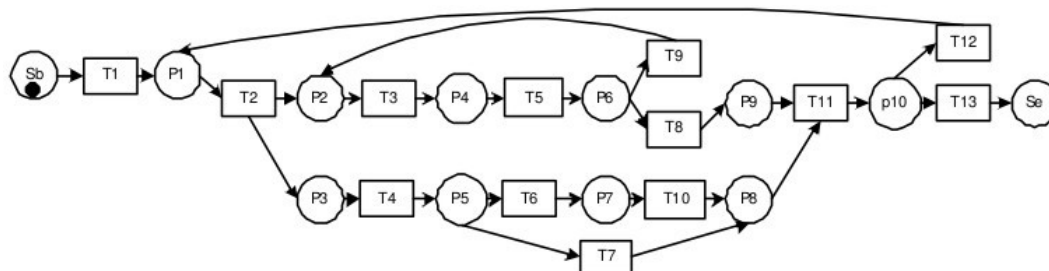 T12
T9
Sb T1 P1 T2 P2 T3 P4 T5 P6 P9 T11 p10 T13 Se
T8
P3 T4 P5 T6 P7 T10 P8
T7